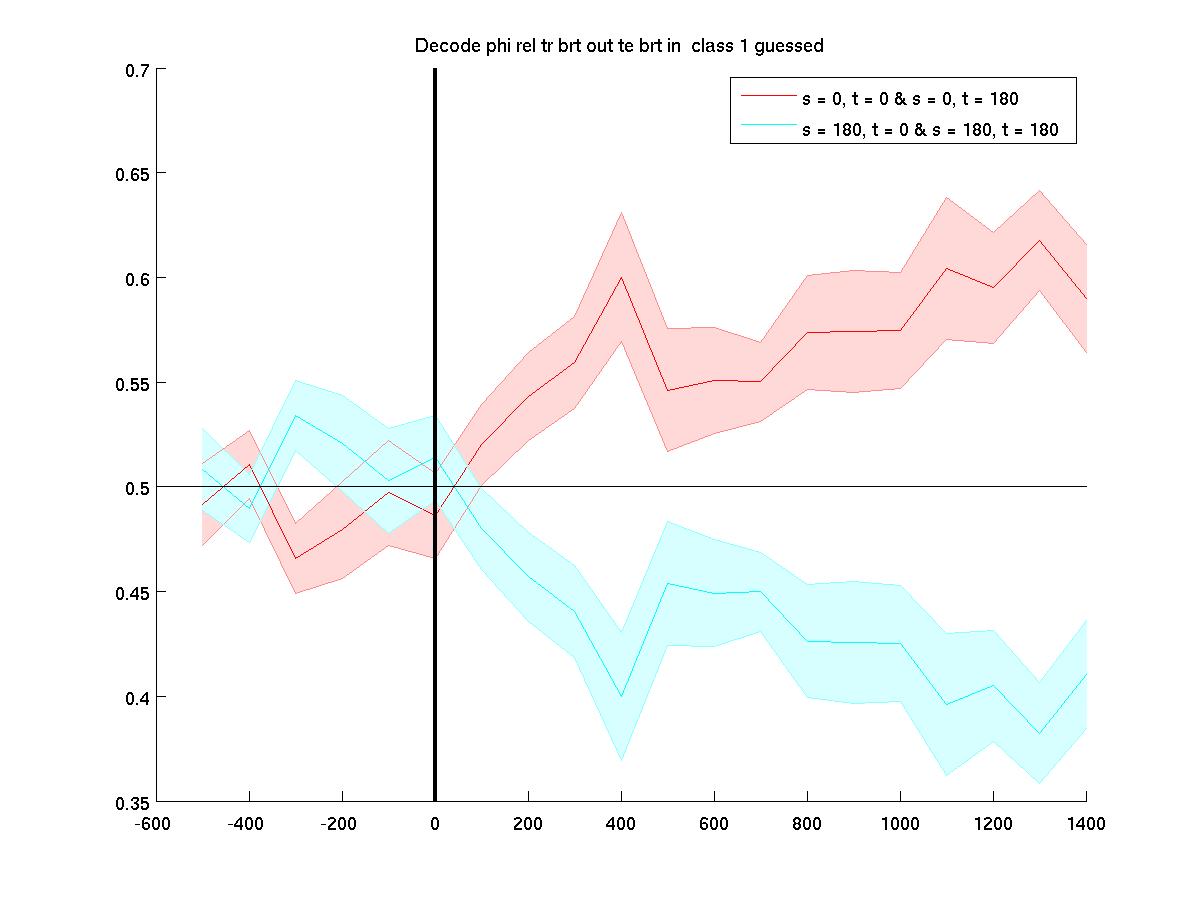 Decode phi rel tr brt out te brt in  class 1 guessed
s = 0, t = 0 & s = 0, t = 180
s = 180, t = 0 & s = 180, t = 180
0.7
0.65
0.6
0.55
0.5
0.45
0.4
0.35
-600 -400 -200 0 200 400 600 800 1000 1200 1400